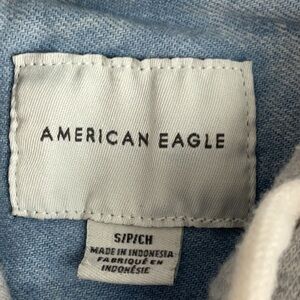 AMERICAN EAGLE
S/P/CH
MADE IN INDONESIA
FABRIQUÉ EN
INDONÉSIE